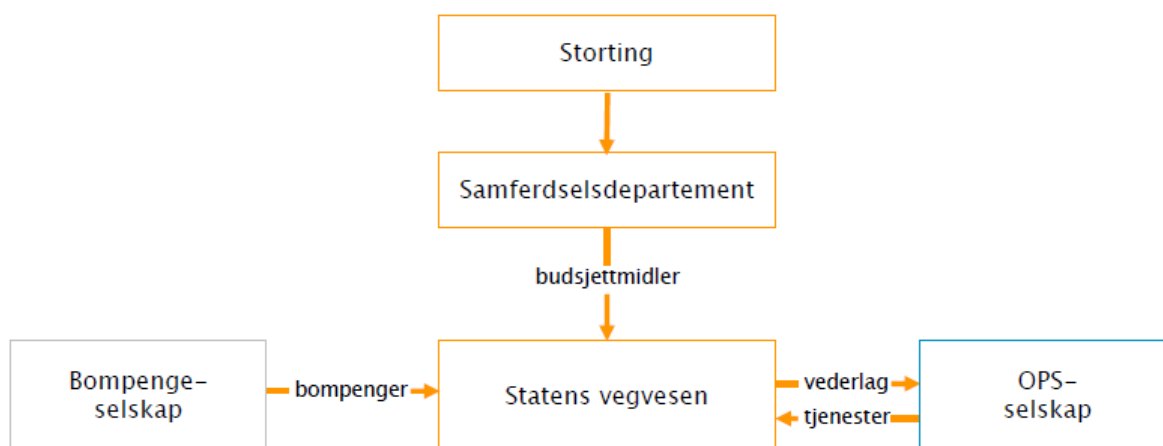 Storting
Samferdselsdepartement
budsjettmidler
Bompenge-
selskap
bompenger
Statens vegvesen
vederlag
tjenester
OPS-
selskap